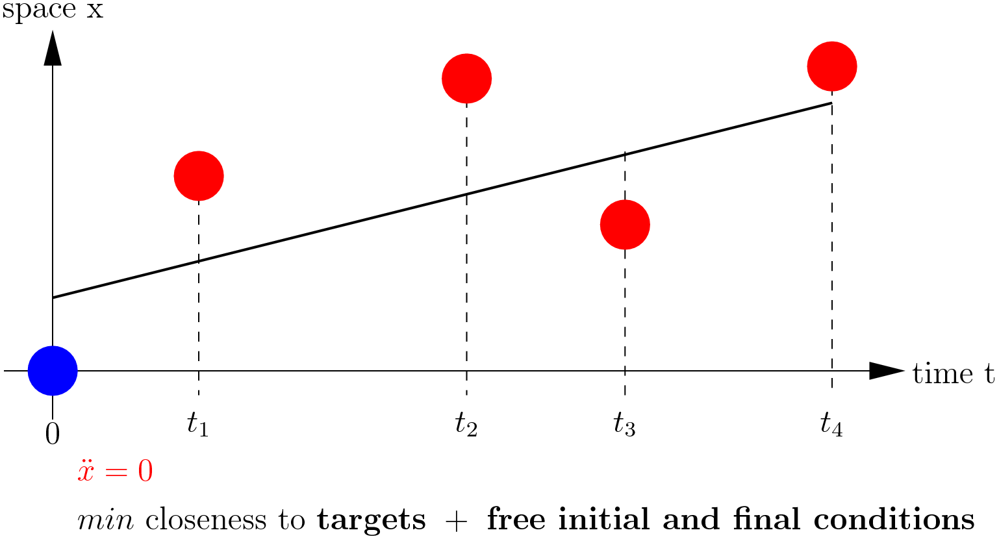 space x
time t
0 t₁ t₂ t₃ t₄
ẍ = 0
min closeness to targets + free initial and final conditions